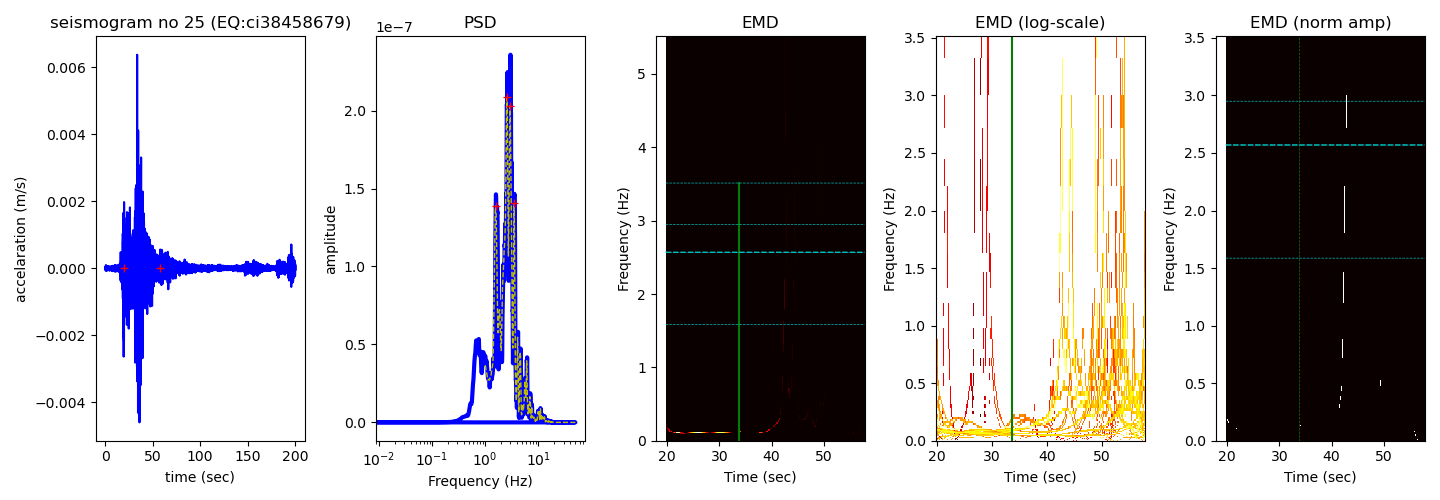 seismogram no 25 (EQ:ci38458679)
accelaration (m/s)
0.006
0.004
0.002
0.000
−0.002
−0.004
0 50 100 150 200
time (sec)
PSD
1e−7
amplitude
2.0
1.5
1.0
0.5
0.0
10⁻² 10⁻¹ 10⁰ 10¹
Frequency (Hz)
EMD
Frequency (Hz)
5
4
3
2
1
0
20 30 40 50
Time (sec)
EMD (log-scale)
Frequency (Hz)
3.5
3.0
2.5
2.0
1.5
1.0
0.5
0.0
20 30 40 50
Time (sec)
EMD (norm amp)
Frequency (Hz)
3.5
3.0
2.5
2.0
1.5
1.0
0.5
0.0
20 30 40 50
Time (sec)